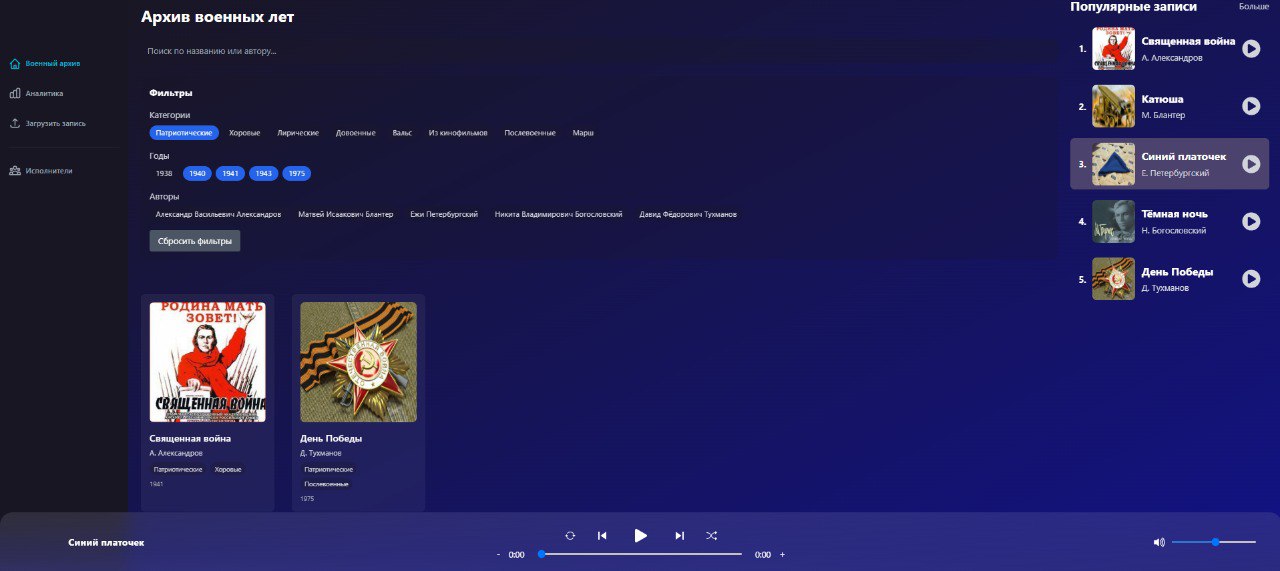 Архив военных лет
Поиск по названию или автору...
Военный архив
Аналитика
Загрузить запись
Исполнители
Фильтры
Категории
Патриотические Хоровые Лирические Довоенные Вальс Из кинофильмов Послевоенные Марш
Годы
1938 1940 1941 1943 1975
Авторы
Александр Васильевич Александров Матвей Исаакович Блантер Ежи Петербургский Никита Владимирович Богословский Давид Фёдорович Тухманов
Сбросить фильтры
РОДИНА МАТЬ
ЗОВЕТ!
СВЯЩЕННАЯ ВОЙНА
Священная война
А. Александров
Патриотические Хоровые
1941
День Победы
Д. Тухманов
Патриотические
Послевоенные
1975
Популярные записи Больше
1. Священная война
А. Александров
2. Катюша
М. Блантер
3. Синий платочек
Е. Петербургский
4. Тёмная ночь
Н. Богословский
5. День Победы
Д. Тухманов
Синий платочек
- 0:00 0:00 +